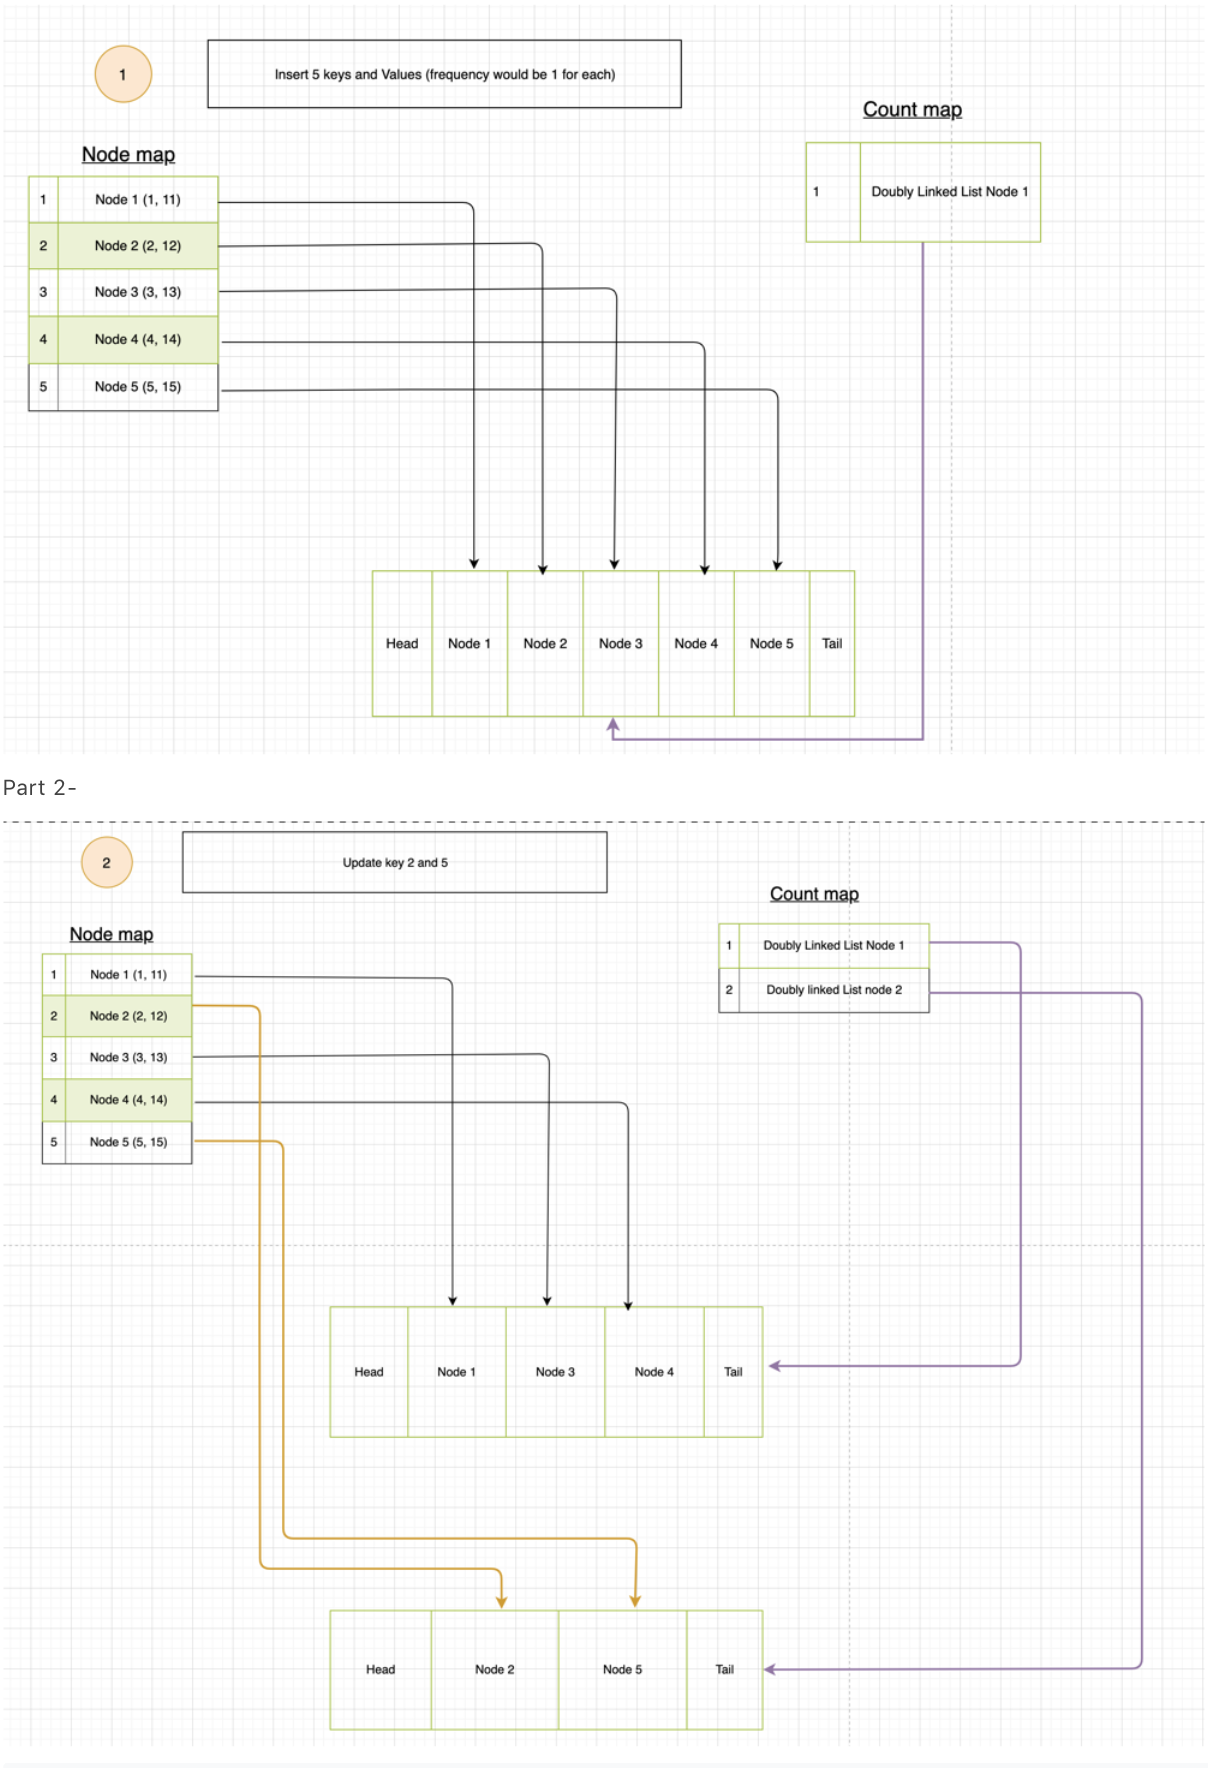 1
Insert 5 keys and Values (frequency would be 1 for each)
Count map
1
Doubly Linked List Node 1
Node map
1
Node 1 (1, 11)
2
Node 2 (2, 12)
3
Node 3 (3, 13)
4
Node 4 (4, 14)
5
Node 5 (5, 15)
Head
Node 1
Node 2
Node 3
Node 4
Node 5
Tail
Part 2-
2
Update key 2 and 5
Count map
1
Doubly Linked List Node 1
2
Doubly linked List node 2
Node map
1
Node 1 (1, 11)
2
Node 2 (2, 12)
3
Node 3 (3, 13)
4
Node 4 (4, 14)
5
Node 5 (5, 15)
Head
Node 1
Node 3
Node 4
Tail
Head
Node 2
Node 5
Tail